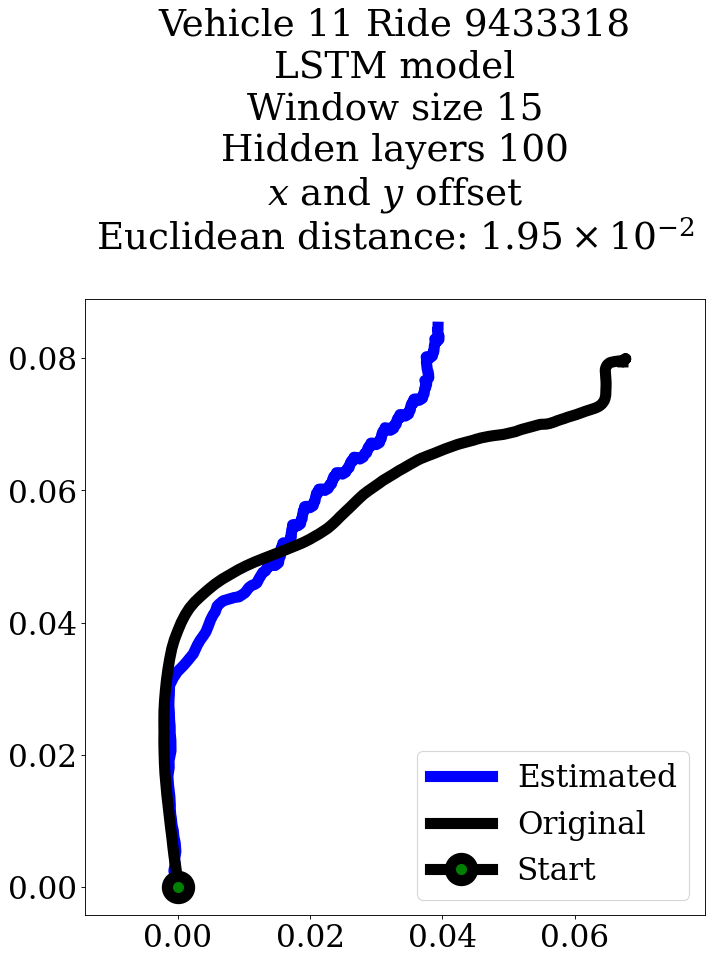 Vehicle 11 Ride 9433318
LSTM model
Window size 15
Hidden layers 100
x and y offset
Euclidean distance: 1.95 × 10⁻²
0.08
0.06
0.04
0.02
0.00
Estimated
Original
Start
0.00 0.02 0.04 0.06